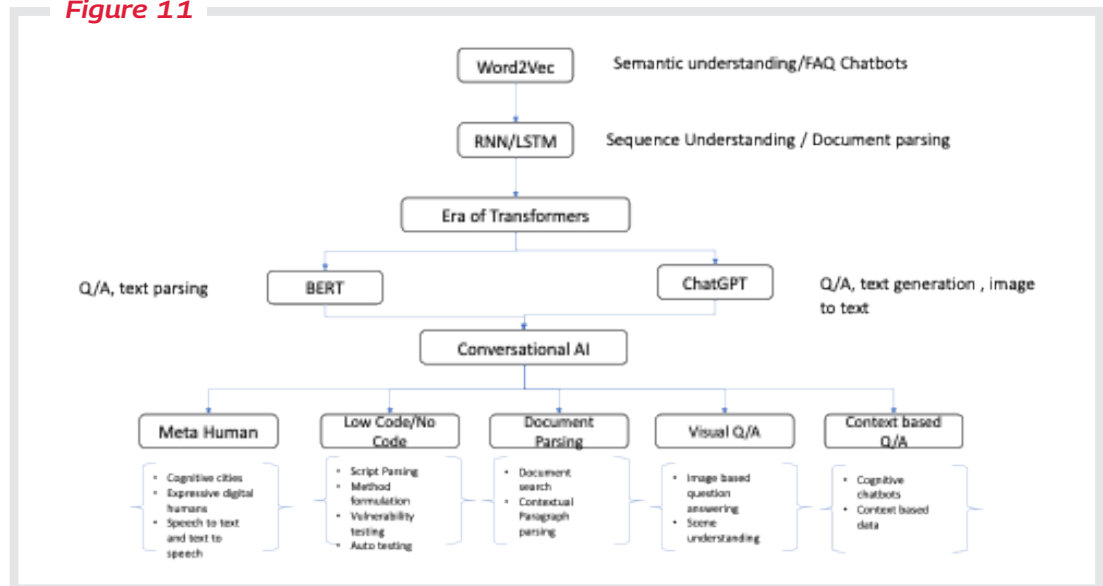 Figure 11
Word2Vec
Semantic understanding/FAQ Chatbots
RNN/LSTM
Sequence Understanding / Document parsing
Era of Transformers
Q/A, text parsing
BERT
ChatGPT
Q/A, text generation , image
to text
Conversational AI
Meta Human
Low Code/No
Code
Document
Parsing
Visual Q/A
Context based
Q/A
• Cognitive cities
• Expressive digital
humans
• Speech to text
and text to
speech
• Script Parsing
• Method
formulation
• Vulnerability
testing
• Auto testing
• Document
search
• Contextual
Paragraph
parsing
• Image based
question
answering
• Scene
understanding
• Cognitive
chatbots
• Context based
data